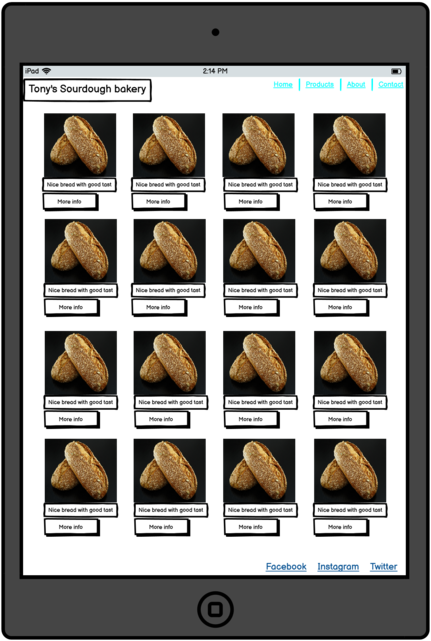 iPad 2:14 PM
Tony's Sourdough bakery
Home Products About Contact
Nice bread with good tast Nice bread with good tast Nice bread with good tast Nice bread with good tast
More info More info More info More info
Nice bread with good tast Nice bread with good tast Nice bread with good tast Nice bread with good tast
More info More info More info More info
Nice bread with good tast Nice bread with good tast Nice bread with good tast Nice bread with good tast
More info More info More info More info
Nice bread with good tast Nice bread with good tast Nice bread with good tast Nice bread with good tast
More info More info More info More info
Facebook Instagram Twitter